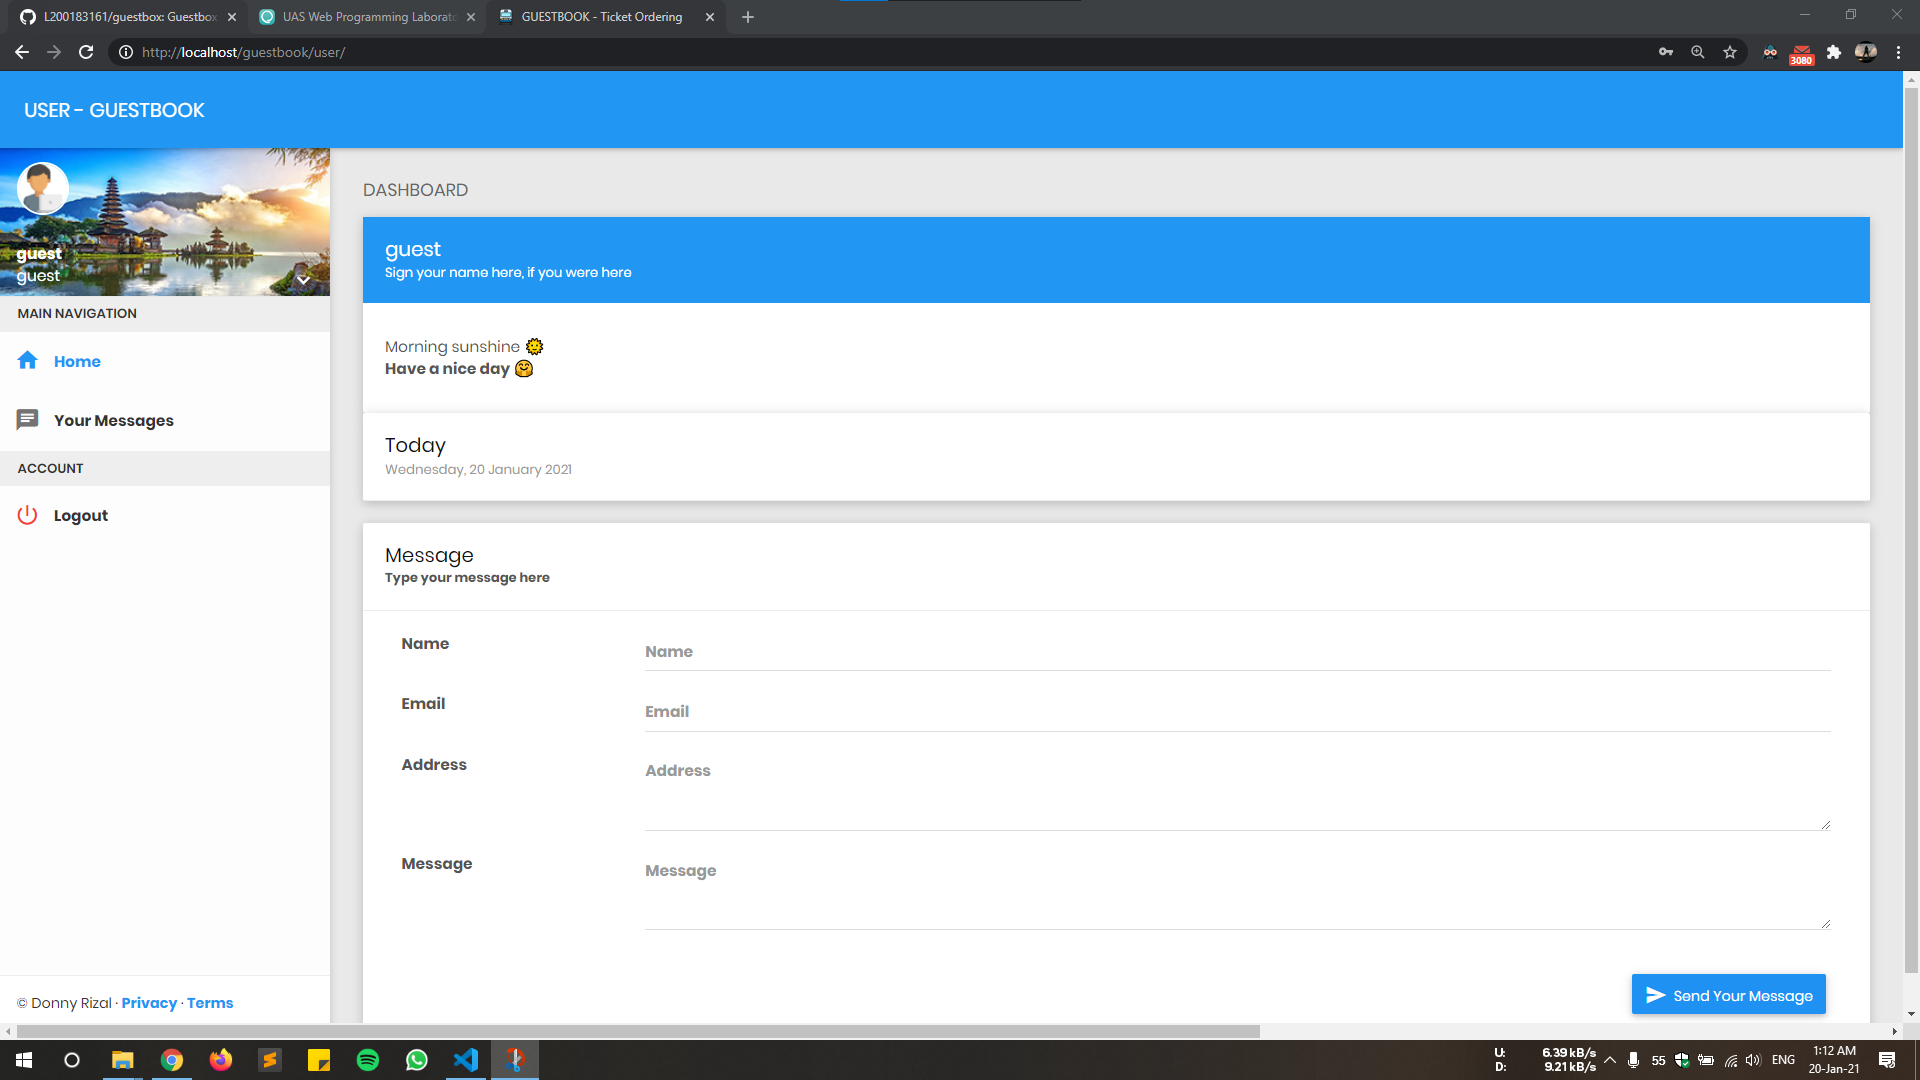 L200183161/guestbox: Guestbox
UAS Web Programming Laborato
GUESTBOOK - Ticket Ordering
http://localhost/guestbook/user/
3080
USER - GUESTBOOK
guest
guest
MAIN NAVIGATION
Home
Your Messages
ACCOUNT
Logout
© Donny Rizal · Privacy · Terms
DASHBOARD
guest
Sign your name here, if you were here
Morning sunshine 🌞
Have a nice day 🤗
Today
Wednesday, 20 January 2021
Message
Type your message here
Name
Name
Email
Email
Address
Address
Message
Message
Send Your Message
U: 6.39 kB/s
D: 9.21 kB/s
55
ENG
1:12 AM
20-Jan-21